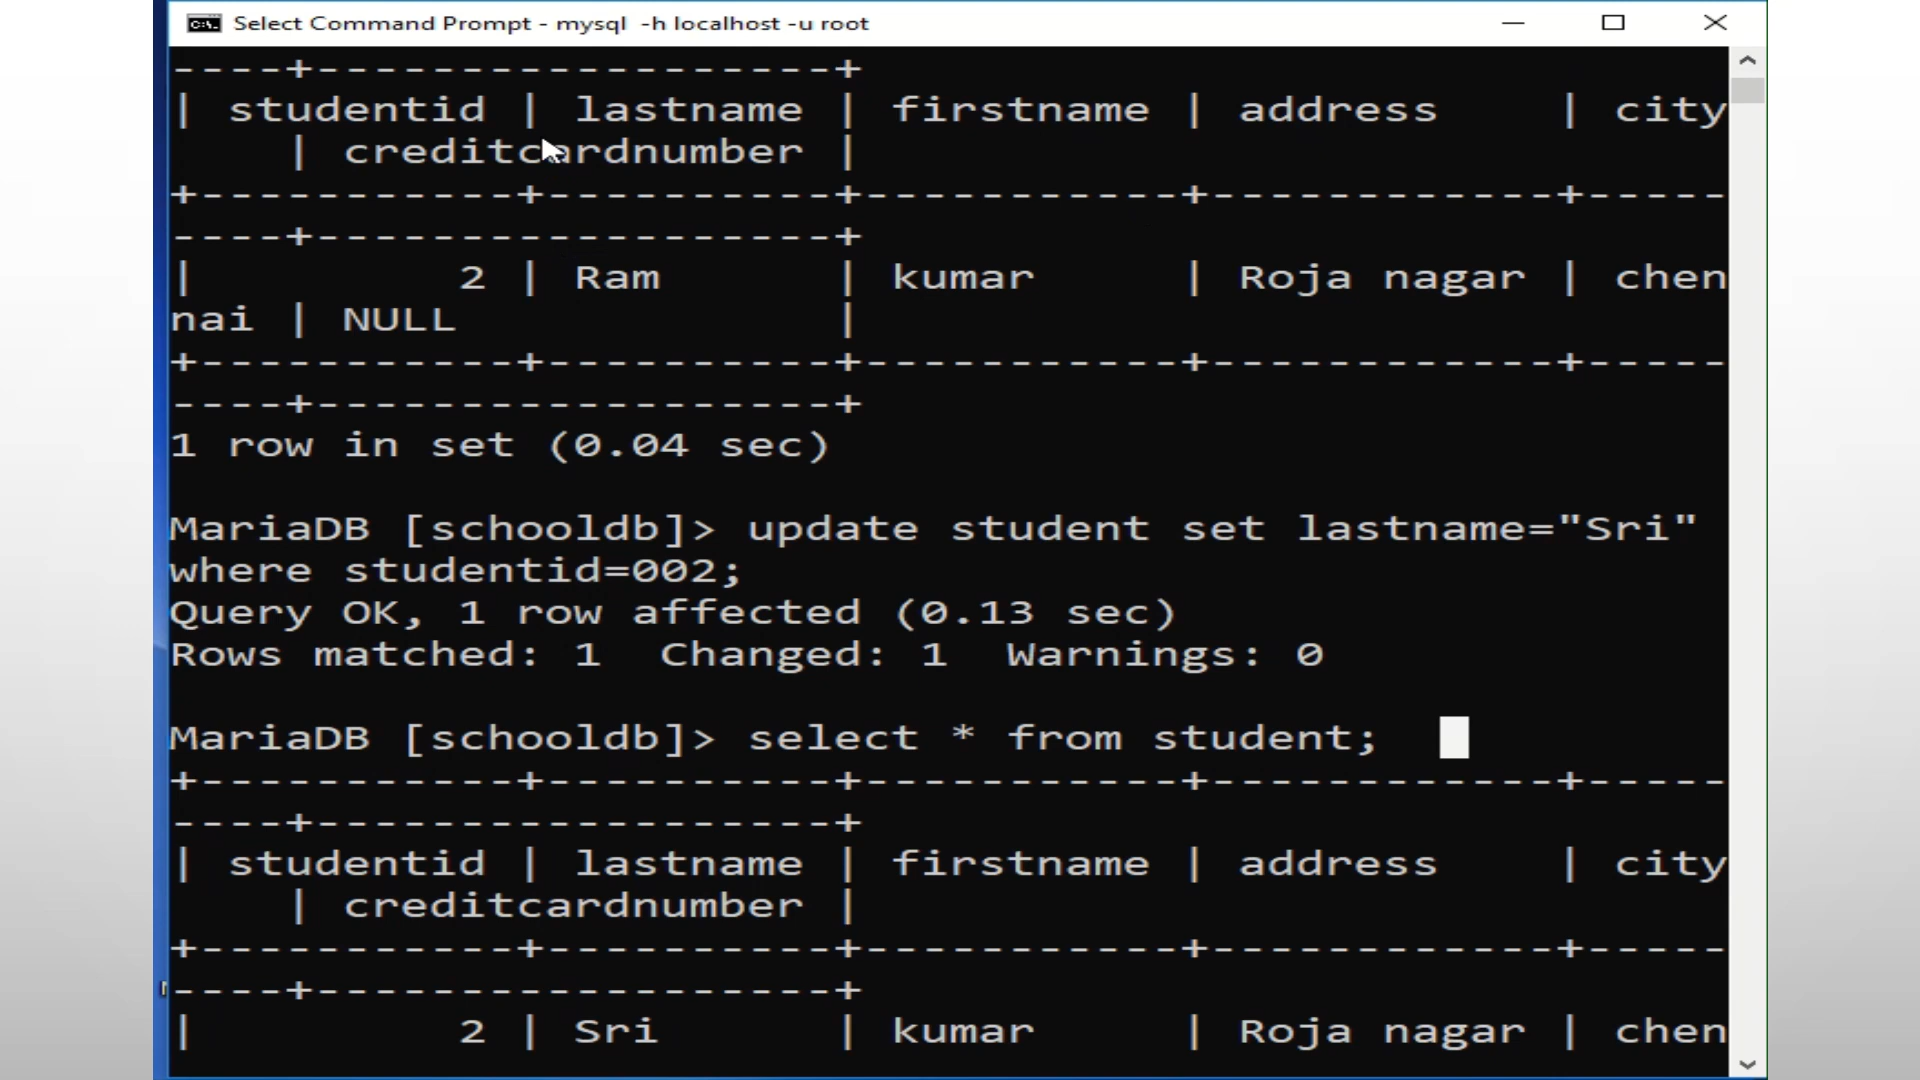 Select Command Prompt - mysql  -h localhost -u root
----+------------------+
| studentid | lastname | firstname | address    | city
    | creditcardnumber |
+-----------+----------+-----------+------------+-----
----+------------------+
|         2 | Ram      | kumar     | Roja nagar | chen
nai | NULL             |
+-----------+----------+-----------+------------+-----
----+------------------+
1 row in set (0.04 sec)
MariaDB [schooldb]> update student set lastname="Sri"
where studentid=002;
Query OK, 1 row affected (0.13 sec)
Rows matched: 1  Changed: 1  Warnings: 0
MariaDB [schooldb]> select * from student;
+-----------+----------+-----------+------------+-----
----+------------------+
| studentid | lastname | firstname | address    | city
    | creditcardnumber |
+-----------+----------+-----------+------------+-----
----+------------------+
|         2 | Sri      | kumar     | Roja nagar | chen